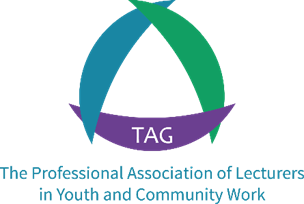 TAG
The Professional Association of Lecturers
in Youth and Community Work